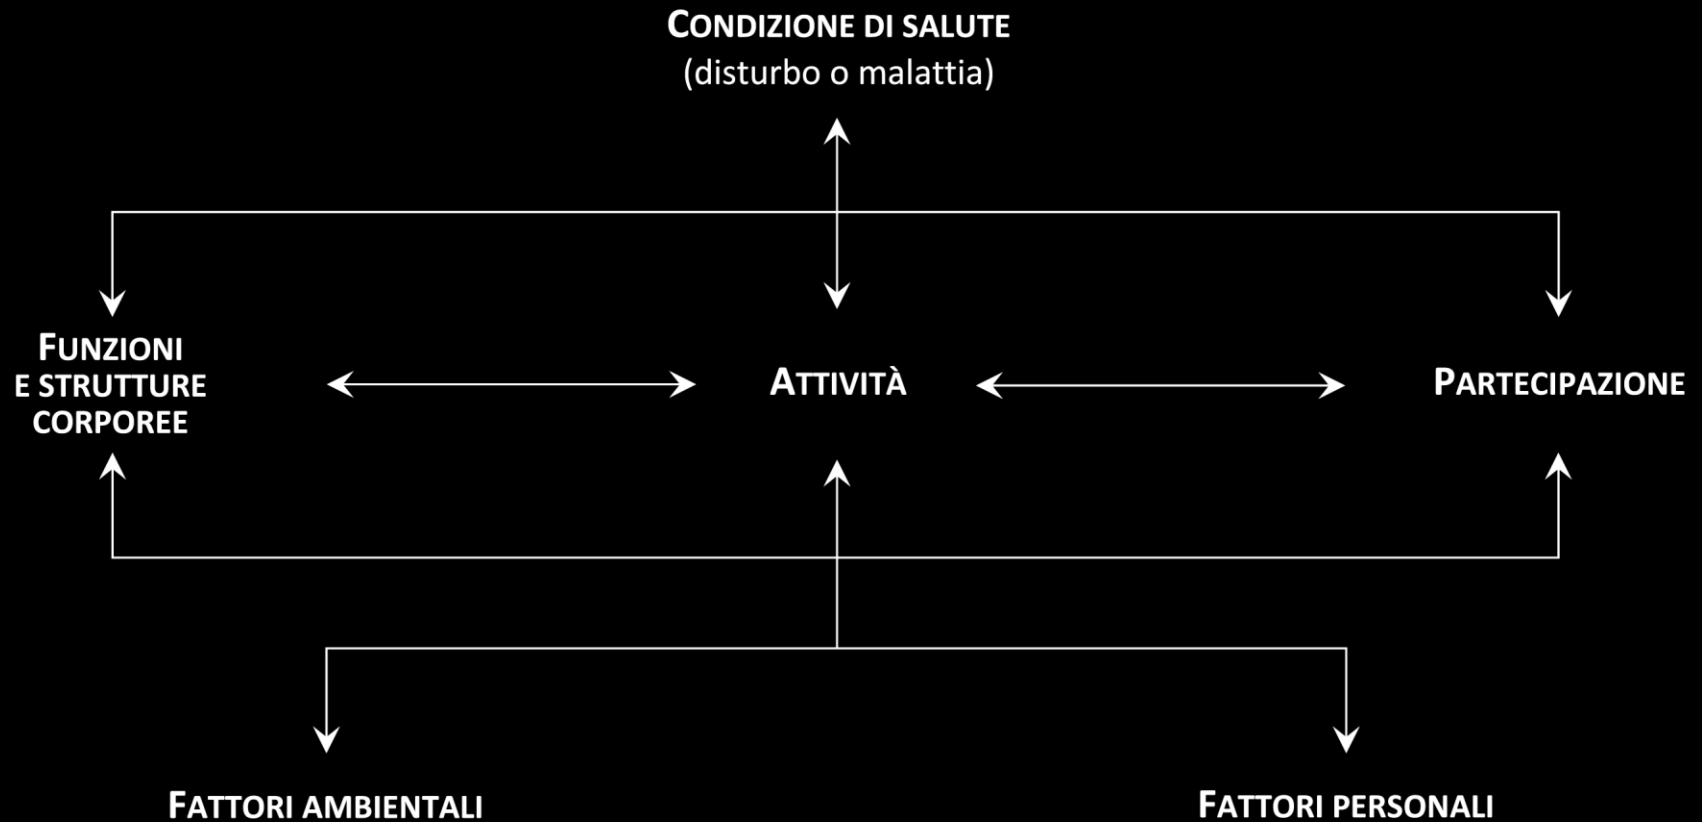 CONDIZIONE DI SALUTE
(disturbo o malattia)
FUNZIONI
E STRUTTURE
CORPOREE
ATTIVITÀ
PARTECIPAZIONE
FATTORI AMBIENTALI
FATTORI PERSONALI